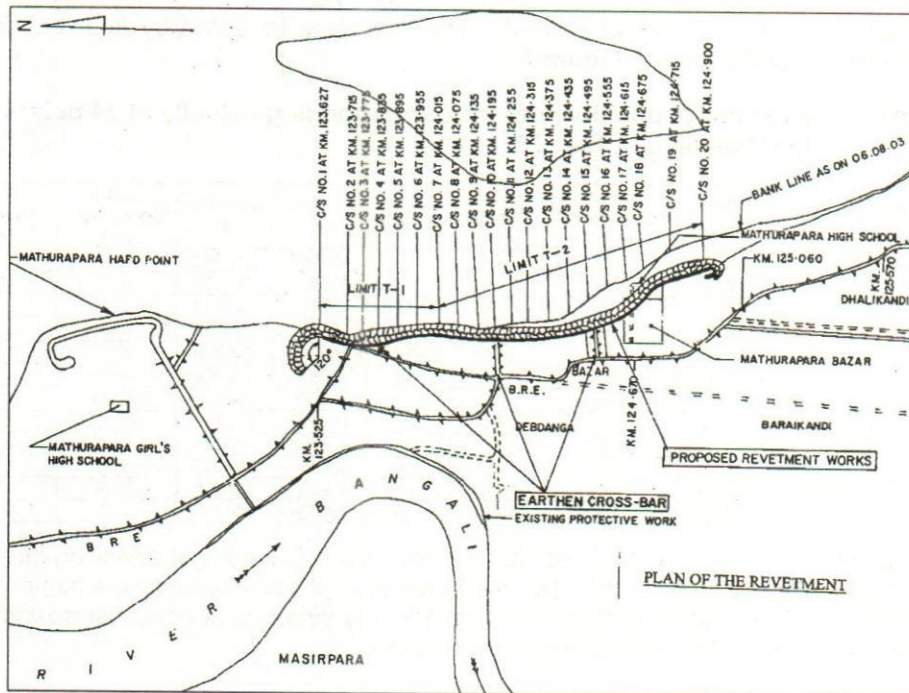 N
C/S NO.1 AT KM. 123.627
C/S NO.2 AT KM. 123-715
C/S NO.3 AT KM. 123-775
C/S NO.4 AT KM. 123-835
C/S NO.5 AT KM. 123-895
C/S NO.6 AT KM. 123-955
C/S NO.7 AT KM. 124-015
C/S NO.8 AT KM. 124-075
C/S NO.9 AT KM. 124-135
C/S NO.10 AT KM. 124-195
AT KM. 124-255
C/S NO.12 AT KM. 124-315
C/S NO.13 AT KM. 124-375
C/S NO.14 AT KM. 124-435
C/S NO.15 AT KM. 124-495
C/S NO.16 AT KM. 124-555
C/S NO.17 AT KM. 124-615
C/S NO.18 AT KM. 124-675
C/S NO.19 AT KM. 124-715
C/S NO. 20 AT KM. 124-900
BANK LINE AS ON 06.08.03
MATHURAPARA HIGH SCHOOL
KM. 125-060
KM. 125-570
DHALIKANDI
MATHURAPARA HAFD POINT
LIMIT T-1
LIMIT T-2
120°
MATHURAPARA BAZAR
BAZAR
B.R.E.
DEBDANGA
KM. 124-670
BARAIKANDI
MATHURAPARA GIRL'S
HIGH SCHOOL
KM.
123-525
PROPOSED REVETMENT WORKS
EARTHEN CROSS-BAR
EXISTING PROTECTIVE WORK
BRE
RIVER BANGALI
PLAN OF THE REVETMENT
MASIRPARA